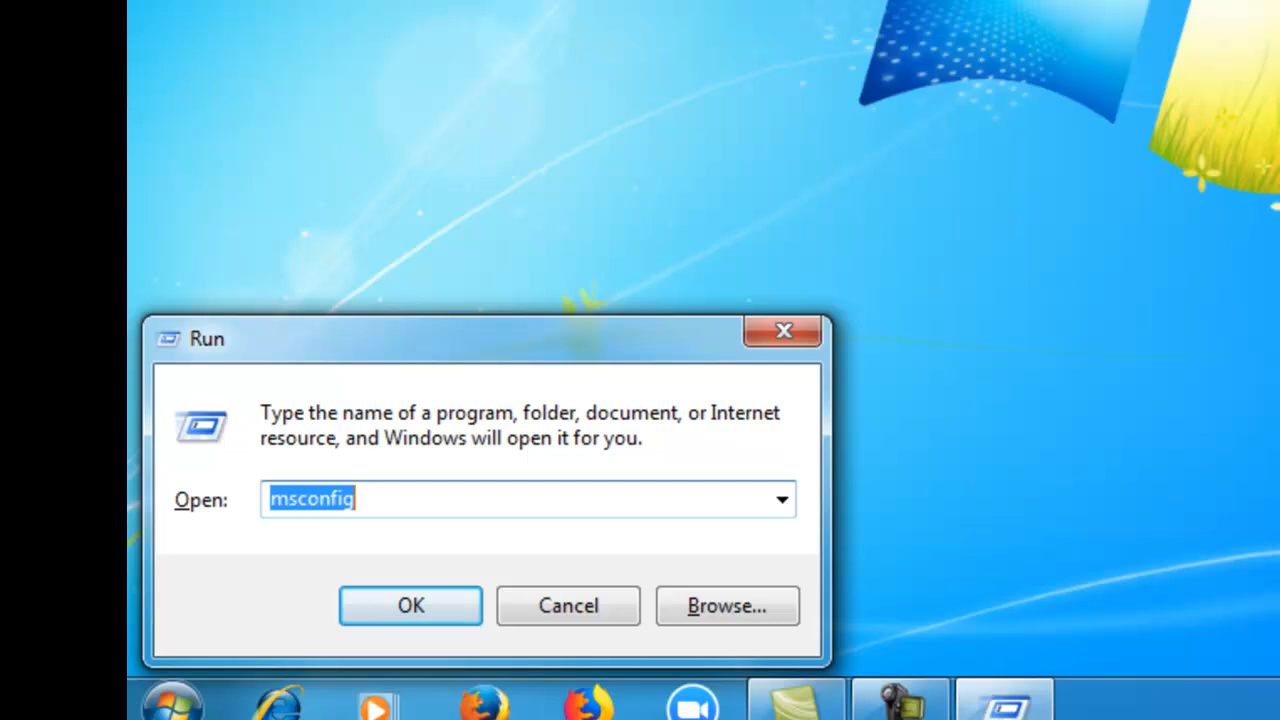 Run
Type the name of a program, folder, document, or Internet
resource, and Windows will open it for you.
Open: msconfig
OK Cancel Browse...